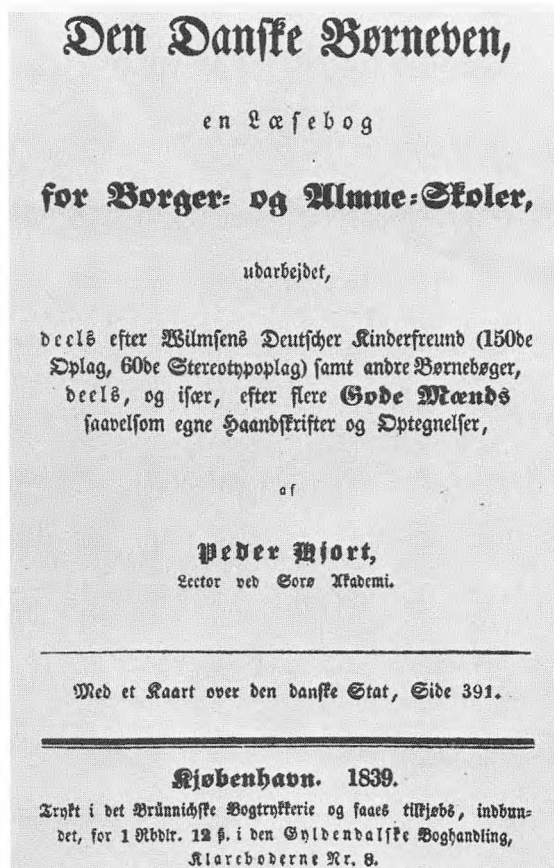 Den Danske Børneven,
en Læsebog
for Borger- og Almue-Skoler,
udarbejdet,
deels efter Wilmsens Deutscher Kinderfreund (150de
Oplag, 60de Stereotypoplag) samt andre Børnebøger,
deels, og især, efter flere Gode Mænds
saavelsom egne Haandskrifter og Optegnelser,
af
Peder Hjort,
Lector ved Sorø Akademi.
Med et Kaart over den danske Stat, Side 391.
Kjøbenhavn. 1839.
Trykt i det Brünnichske Bogtrykkerie og faaes tilkjøbs, indbun-
det, for 1 Rbdlr. 12 ß. i den Gyldendalske Boghandling,
Klareboderne Nr. 8.